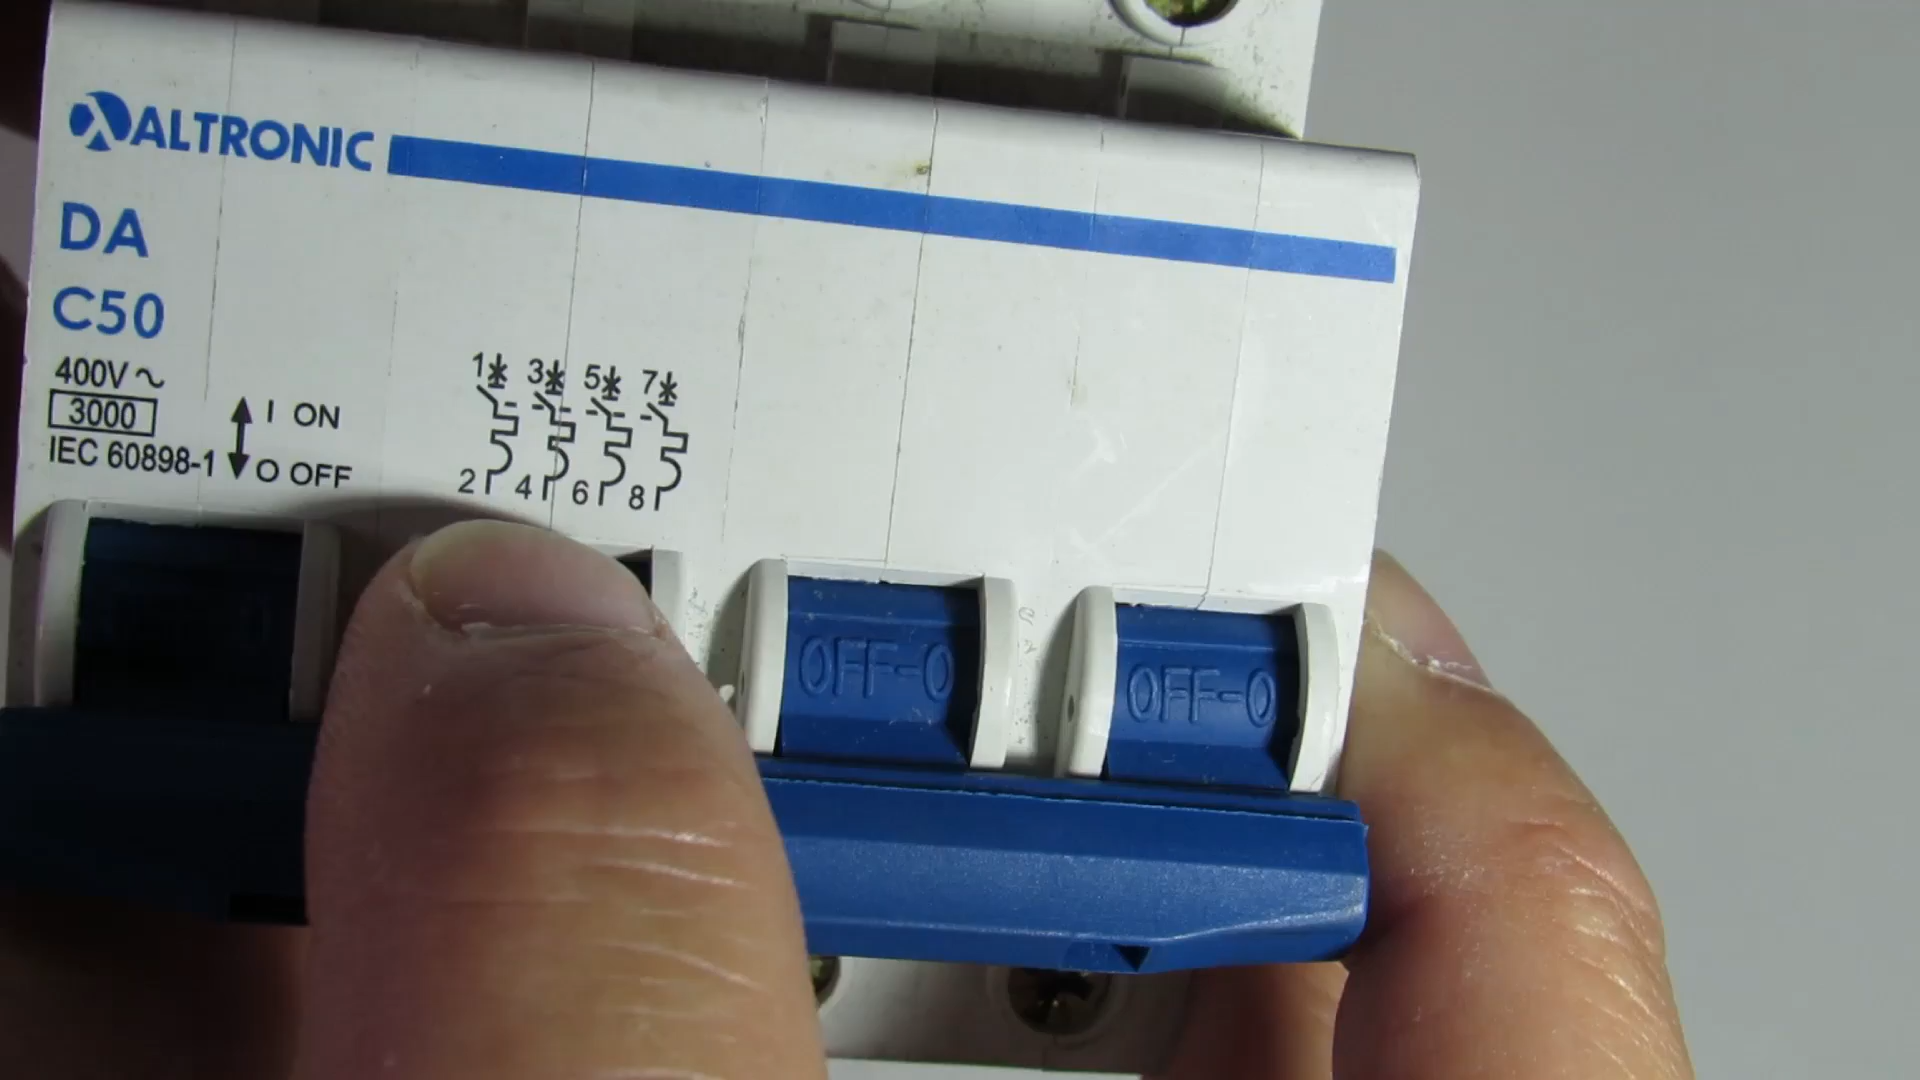 ALTRONIC
DA
C50
400V ~
3000
IEC 60898-1
I ON
O OFF
1 3 5 7
2 4 6 8
OFF-O
OFF-O